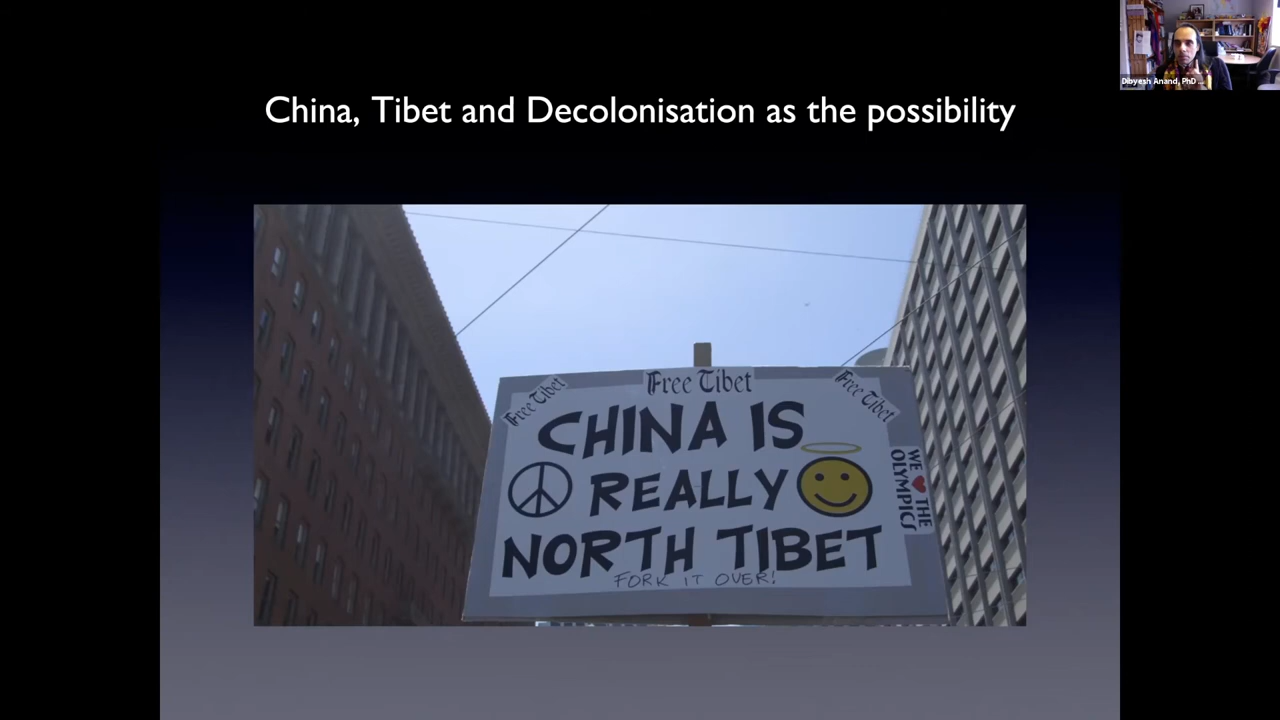 Dibyesh Anand, PhD ...
China, Tibet and Decolonisation as the possibility
Free Tibet
Free Tibet
Free Tibet
CHINA IS
REALLY
NORTH TIBET
FORK IT OVER!
WE ❤ THE
OLYMPICS